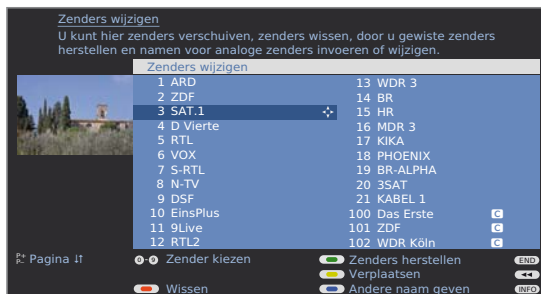 Zenders wijzigen
U kunt hier zenders verschuiven, zenders wissen, door u gewiste zenders
herstellen en namen voor analoge zenders invoeren of wijzigen.
Zenders wijzigen
1 ARD
2 ZDF
3 SAT.1
4 D Vierte
5 RTL
6 VOX
7 S-RTL
8 N-TV
9 DSF
10 EinsPlus
11 9Live
12 RTL2
13 WDR 3
14 BR
15 HR
16 MDR 3
17 KIKA
18 PHOENIX
19 BR-ALPHA
20 3SAT
21 KABEL 1
100 Das Erste C
101 ZDF C
102 WDR Köln C
P+ P- Pagina ↓↑
0-9 Zender kiezen
Zenders herstellen END
Verplaatsen ◀◀
Wissen
Andere naam geven INFO